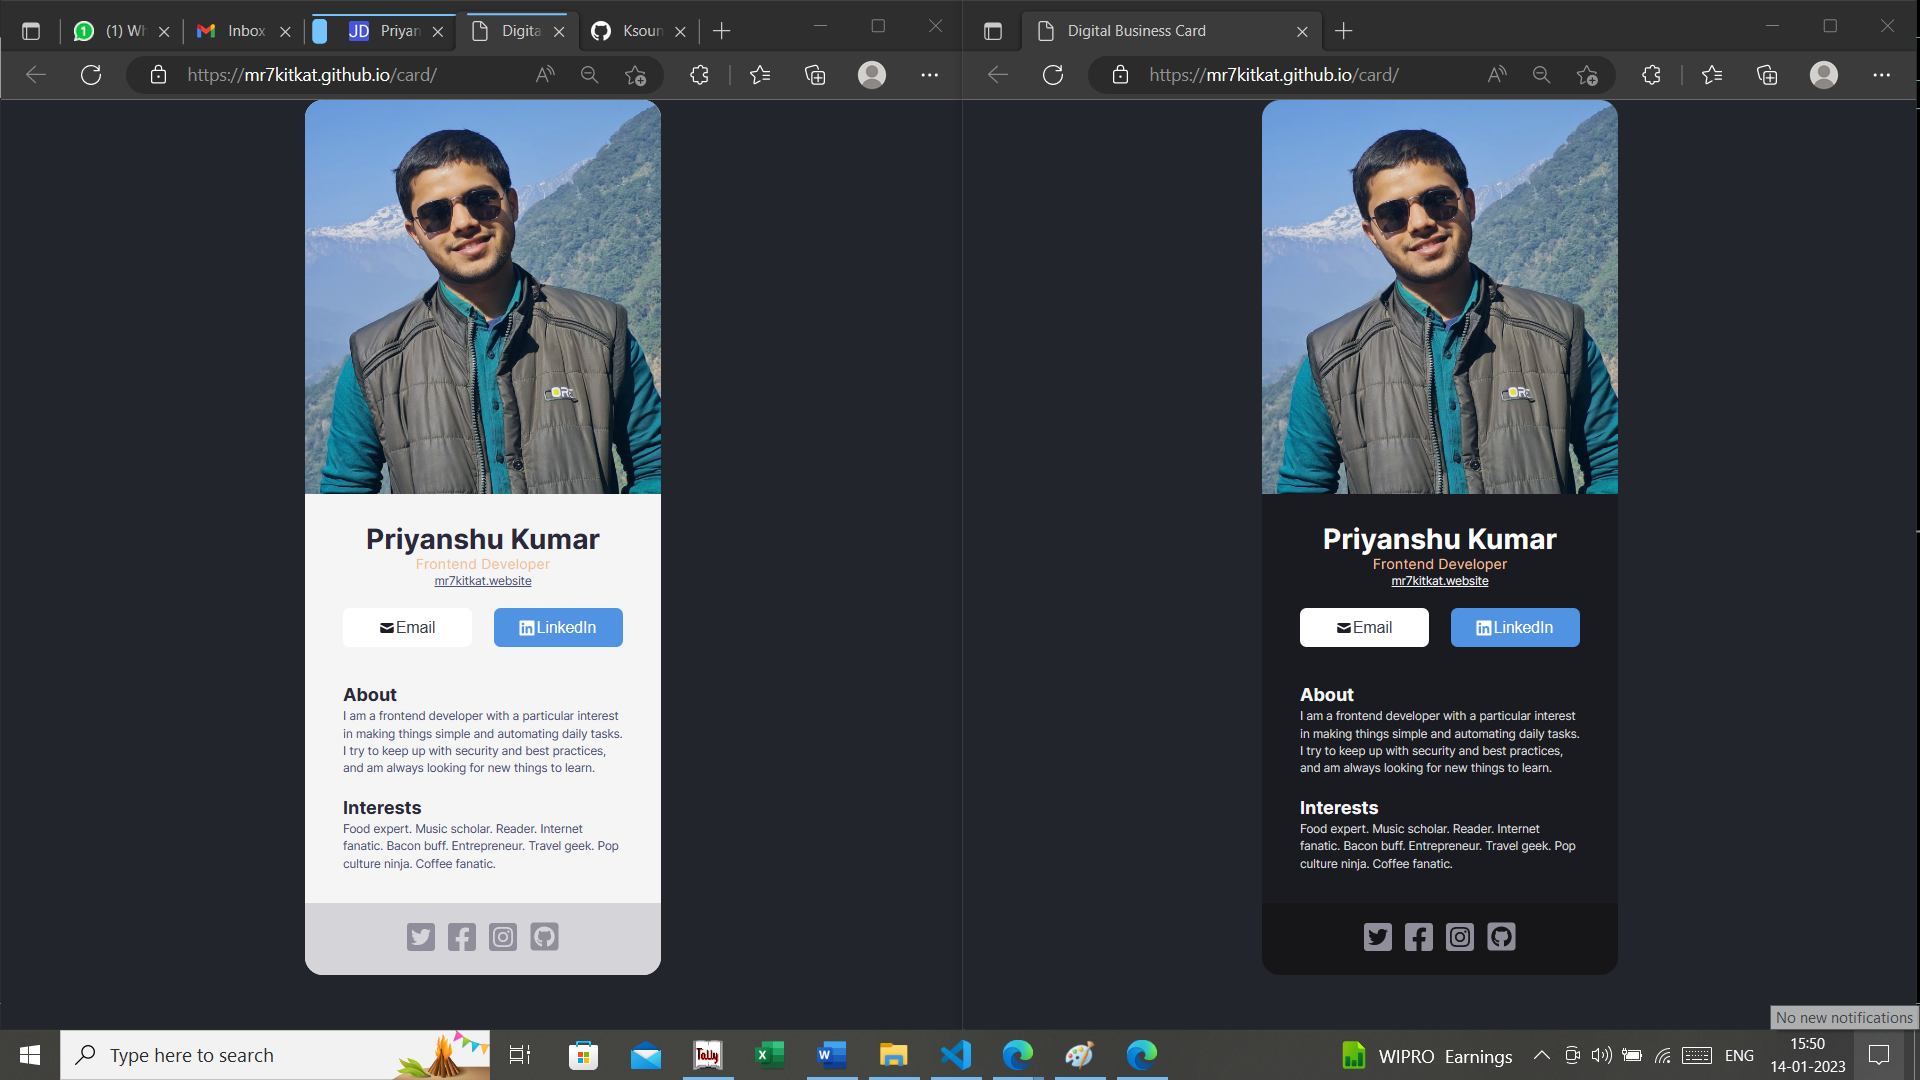 (1) Wh
Inbox
JD Priyan
Digita
Ksoun
https://mr7kitkat.github.io/card/
Priyanshu Kumar
Frontend Developer
mr7kitkat.website
Email
LinkedIn
About
I am a frontend developer with a particular interest
in making things simple and automating daily tasks.
I try to keep up with security and best practices,
and am always looking for new things to learn.
Interests
Food expert. Music scholar. Reader. Internet
fanatic. Bacon buff. Entrepreneur. Travel geek. Pop
culture ninja. Coffee fanatic.
Digital Business Card
https://mr7kitkat.github.io/card/
Priyanshu Kumar
Frontend Developer
mr7kitkat.website
Email
LinkedIn
About
I am a frontend developer with a particular interest
in making things simple and automating daily tasks.
I try to keep up with security and best practices,
and am always looking for new things to learn.
Interests
Food expert. Music scholar. Reader. Internet
fanatic. Bacon buff. Entrepreneur. Travel geek. Pop
culture ninja. Coffee fanatic.
No new notifications
Type here to search
Tally
WIPRO Earnings
ENG
15:50
14-01-2023